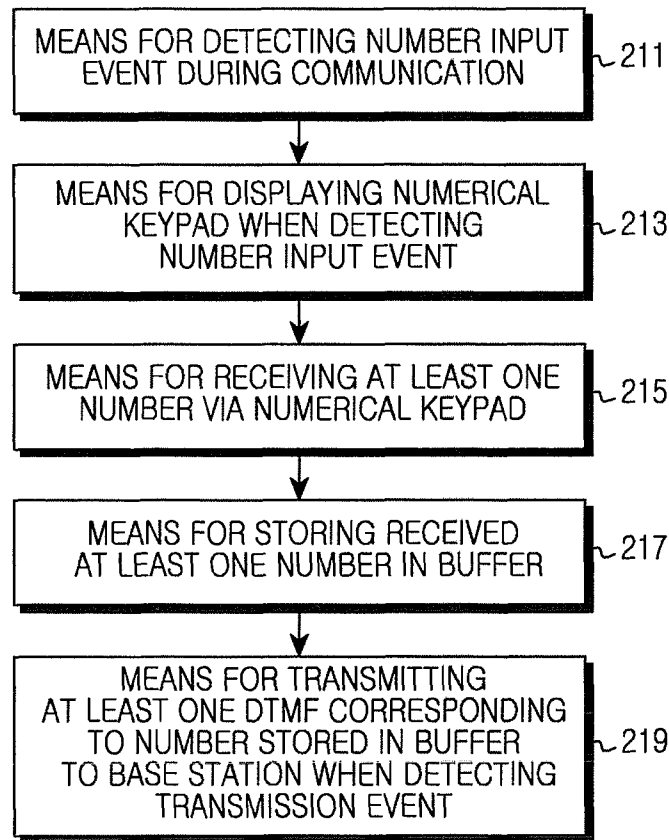 MEANS FOR DETECTING NUMBER INPUT
EVENT DURING COMMUNICATION
211
MEANS FOR DISPLAYING NUMERICAL
KEYPAD WHEN DETECTING
NUMBER INPUT EVENT
213
MEANS FOR RECEIVING AT LEAST ONE
NUMBER VIA NUMERICAL KEYPAD
215
MEANS FOR STORING RECEIVED
AT LEAST ONE NUMBER IN BUFFER
217
MEANS FOR TRANSMITTING
AT LEAST ONE DTMF CORRESPONDING
TO NUMBER STORED IN BUFFER
TO BASE STATION WHEN DETECTING
TRANSMISSION EVENT
219